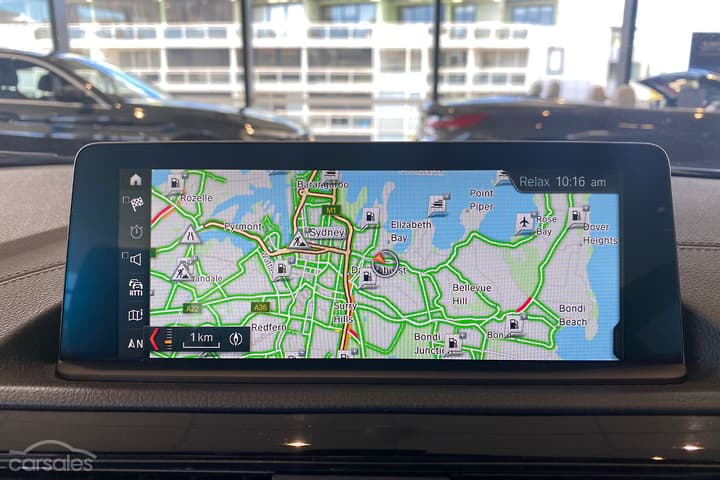 Relax 10:16 am
Barangaroo
Rozelle
Point
Piper
M1
Pyrmont
Sydney
Elizabeth
Bay
Rose
Bay
Dover
Heights
RTTI
Bellevue
Hill
A22
A36
Surry
Hills
Bondi
Beach
Redfern
Bondi
N
1 km
carsales